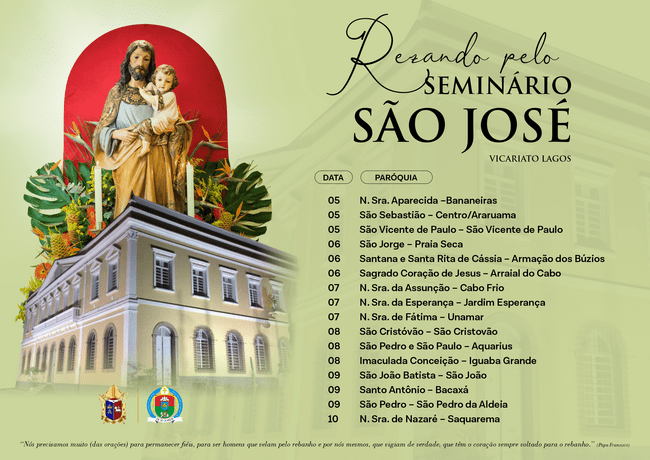 Rezando pelo
SEMINÁRIO
SÃO JOSÉ
VICARIATO LAGOS
DATA PARÓQUIA
05 N. Sra. Aparecida –Bananeiras
05 São Sebastião – Centro/Araruama
05 São Vicente de Paulo – São Vicente de Paulo
06 São Jorge – Praia Seca
06 Santana e Santa Rita de Cássia – Armação dos Búzios
06 Sagrado Coração de Jesus – Arraial do Cabo
07 N. Sra. da Assunção – Cabo Frio
07 N. Sra. da Esperança – Jardim Esperança
07 N. Sra. de Fátima – Unamar
08 São Cristóvão – São Cristovão
08 São Pedro e São Paulo – Aquarius
08 Imaculada Conceição – Iguaba Grande
09 São João Batista – São João
09 Santo Antônio – Bacaxá
09 São Pedro – São Pedro da Aldeia
10 N. Sra. de Nazaré – Saquarema
“Nós precisamos muito (das orações) para permanecer fiéis, para ser homens que velam pelo rebanho e por nós mesmos, que vigiam de verdade, que têm o coração sempre voltado para o rebanho.” (Papa Francisco)